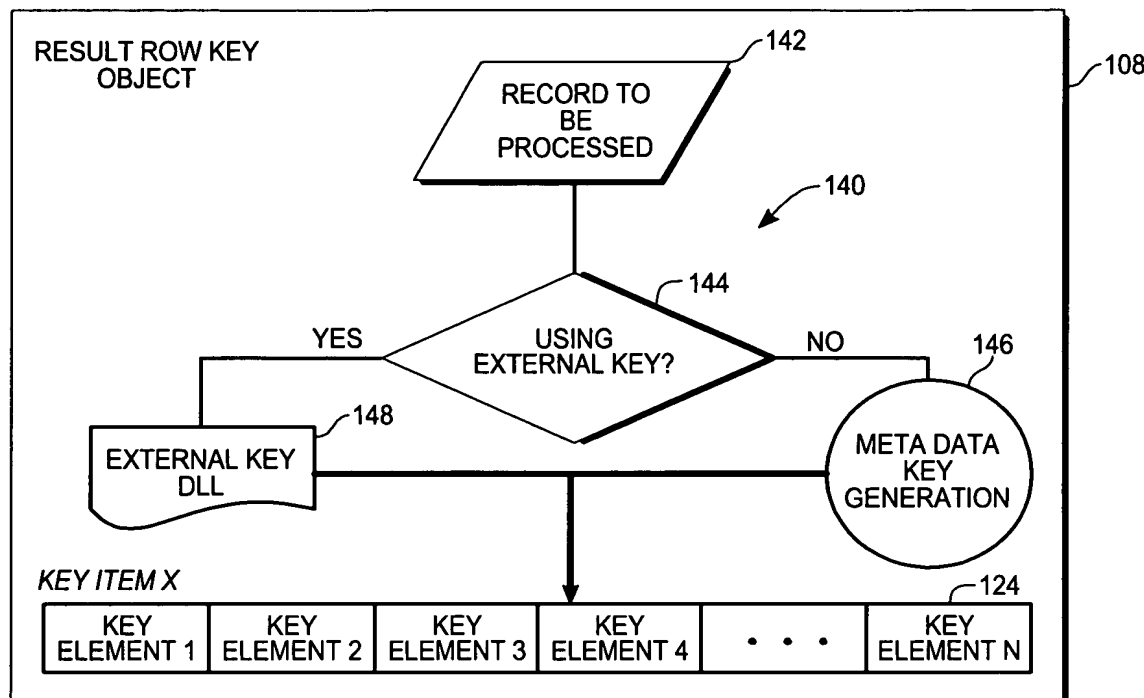 RESULT ROW KEY
OBJECT
142
108
RECORD TO
BE
PROCESSED
140
144
YES
USING
EXTERNAL KEY?
NO
146
148
EXTERNAL KEY
DLL
META DATA
KEY
GENERATION
KEY ITEM X
124
KEY
ELEMENT 1
KEY
ELEMENT 2
KEY
ELEMENT 3
KEY
ELEMENT 4
• • •
KEY
ELEMENT N